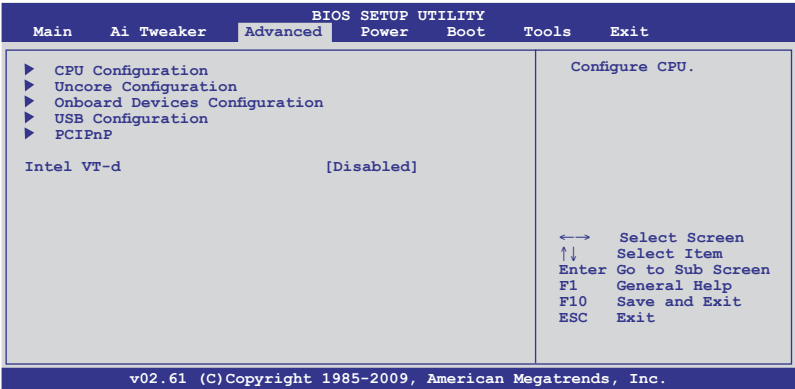 BIOS SETUP UTILITY
Main Ai Tweaker Advanced Power Boot Tools Exit
CPU Configuration
Uncore Configuration
Onboard Devices Configuration
USB Configuration
PCIPnP
Intel VT-d [Disabled]
Configure CPU.
←→ Select Screen
↑↓ Select Item
Enter Go to Sub Screen
F1 General Help
F10 Save and Exit
ESC Exit
v02.61 (C)Copyright 1985-2009, American Megatrends, Inc.